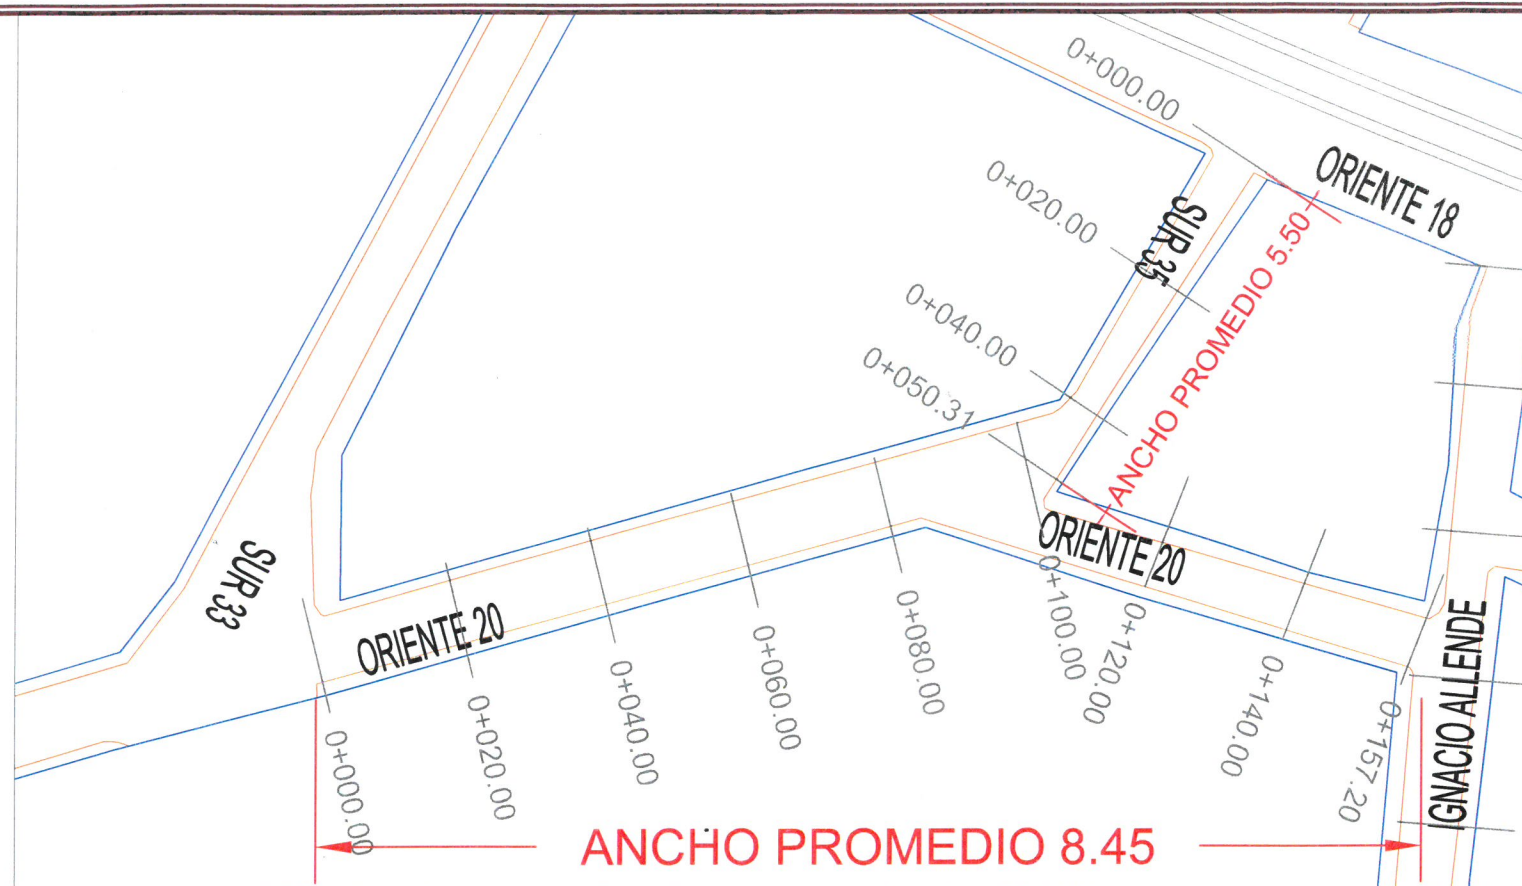 0+000.00
ORIENTE 18
0+020.00
SUR 35
0+040.00
ANCHO PROMEDIO 5.50
0+050.31
ORIENTE 20
SUR 33
ORIENTE 20
0+000.00
0+020.00
0+040.00
0+060.00
0+080.00
0+100.00
0+120.00
0+140.00
0+157.20
IGNACIO ALLENDE
ANCHO PROMEDIO 8.45